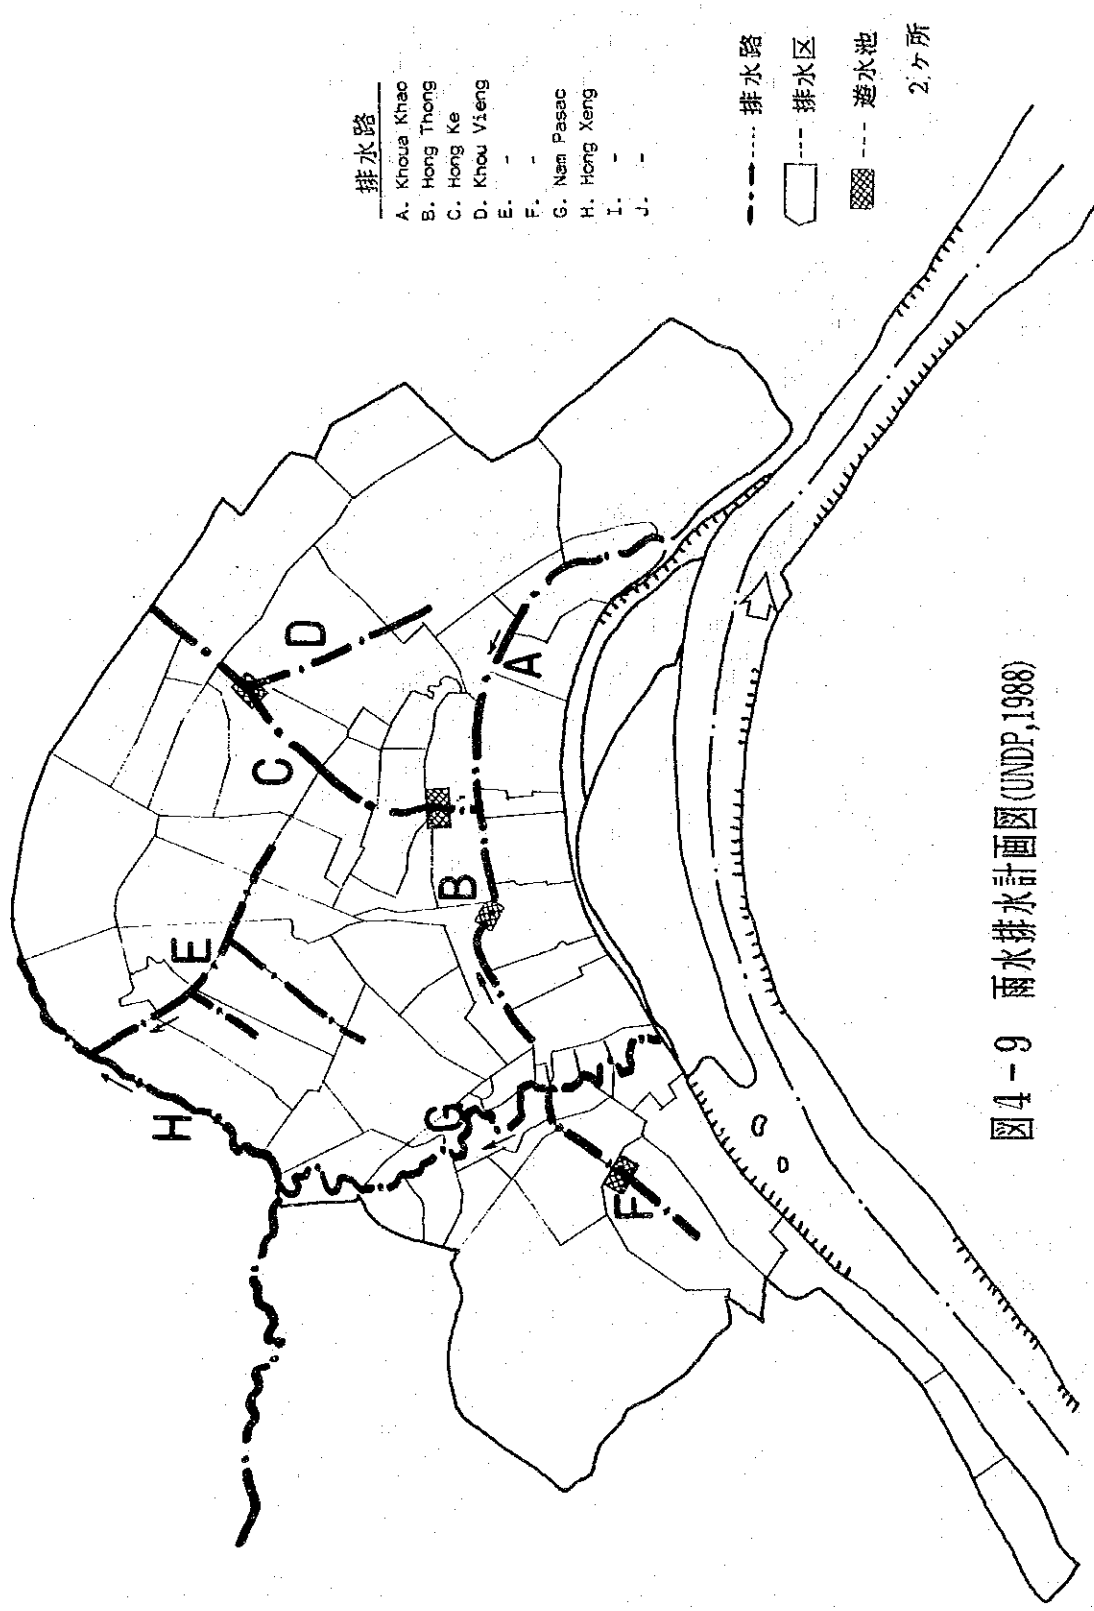 排水路
A. Khoua Khao
B. Hong Thong
C. Hong Ke
D. Khou Vieng
E. -  -
F. -  -
G. Nam Pasac
H. Hong Xeng
I. -  -
J. -  -
----- 排水路
--- 排水区
--- 遊水池
2ヶ所
A
B
C
D
E
F
G
H
図4-9 雨水排水計画図(UNDP,1988)